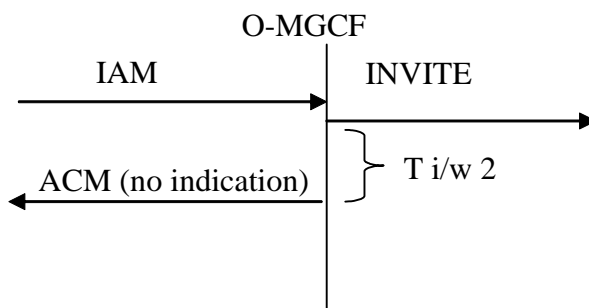 O-MGCF
IAM
INVITE
T i/w 2
ACM (no indication)